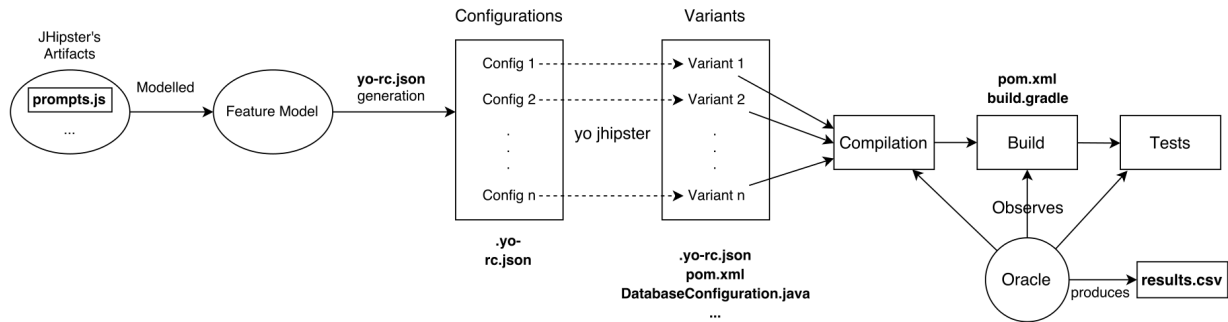 JHipster's
Artifacts
prompts.js
...
Modelled
Feature Model
yo-rc.json
generation
Configurations
Config 1
Config 2
.
.
.
Config n
.yo-
rc.json
yo jhipster
Variants
Variant 1
Variant 2
.
.
.
Variant n
.yo-rc.json
pom.xml
DatabaseConfiguration.java
...
Compilation
pom.xml
build.gradle
Build
Tests
Observes
Oracle
produces
results.csv